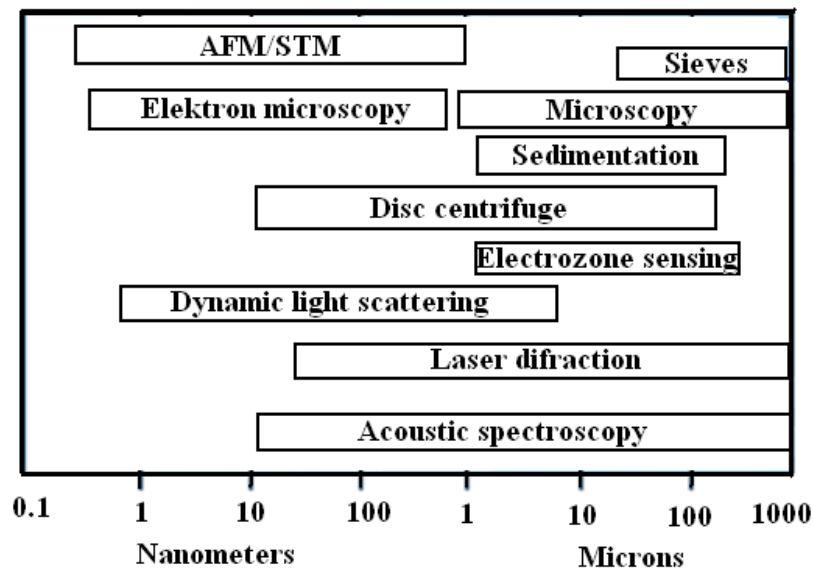 AFM/STM
Sieves
Elektron microscopy
Microscopy
Sedimentation
Disc centrifuge
Electrozone sensing
Dynamic light scattering
Laser difraction
Acoustic spectroscopy
0.1 1 10 100 1 10 100 1000
Nanometers Microns